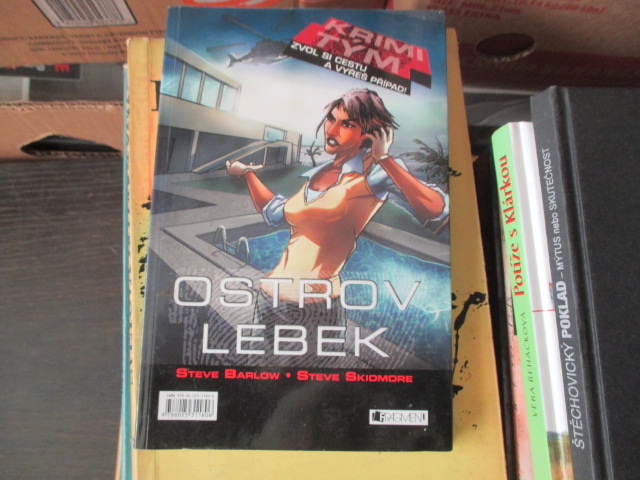 KRIMI
TÝM
ZVOL SI CESTU
A VYŘEŠ PŘÍPAD!
OSTROV
LEBEK
STEVE BARLOW • STEVE SKIDMORE
FRAGMENT
VĚRA ŘEHÁČKOVÁ
Pouze s Klárkou
ŠTĚCHOVICKÝ POKLAD – MÝTUS nebo SKUTEČNOST